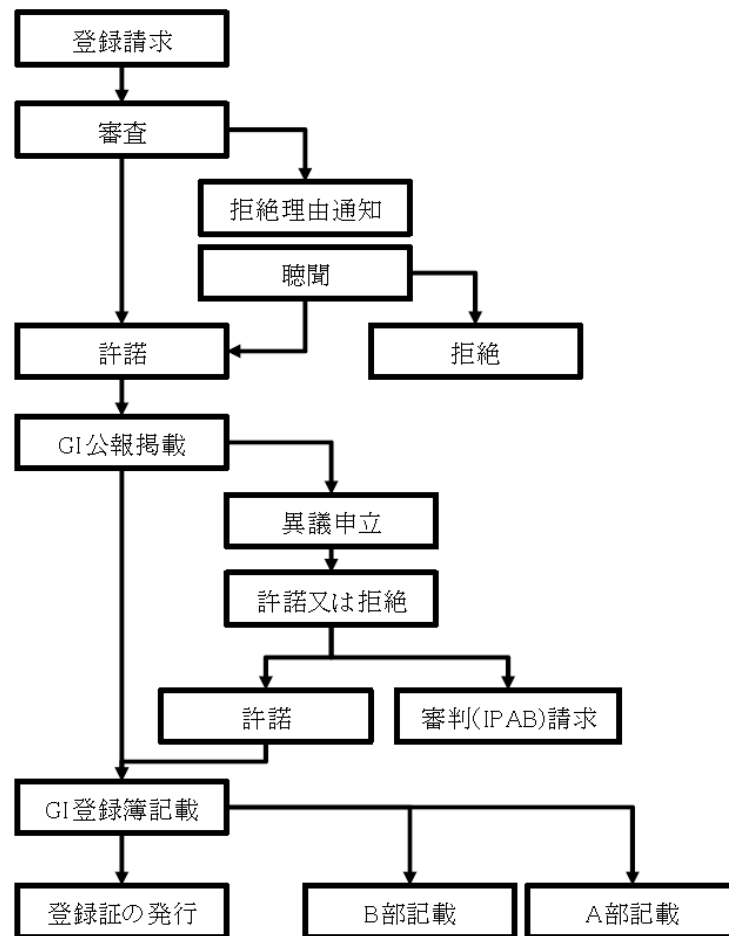 登録請求
審査
拒絶理由通知
聴聞
許諾
拒絶
GI公報掲載
異議申立
許諾又は拒絶
許諾
審判(IPAB)請求
GI登録簿記載
登録証の発行
B部記載
A部記載